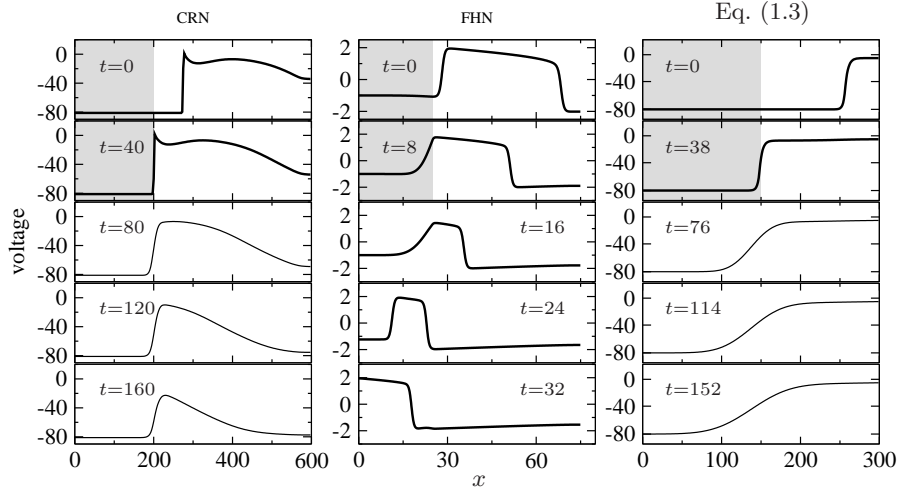 CRN FHN Eq. (1.3)
0 -40 -80 t=0
2 0 -2 t=0
0 -40 -80 t=0
0 -40 -80 t=40
2 0 -2 t=8
0 -40 -80 t=38
voltage
0 -40 -80 t=80
2 0 -2 t=16
0 -40 -80 t=76
0 -40 -80 t=120
2 0 -2 t=24
0 -40 -80 t=114
0 -40 -80 t=160
2 0 -2 t=32
0 -40 -80 t=152
0 200 400 600 0 30 60 0 100 200 300
x